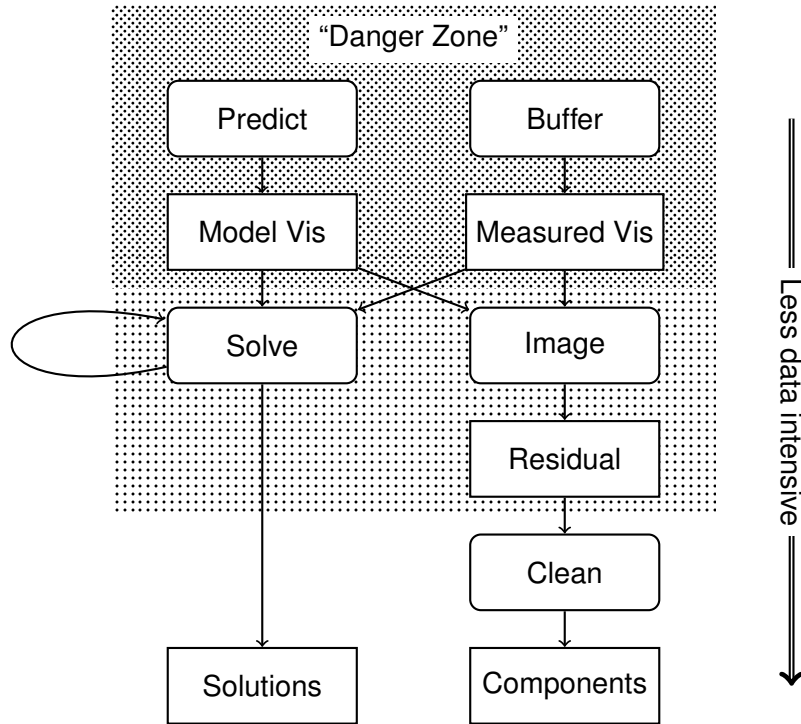 “Danger Zone”
Predict
Buffer
Model Vis
Measured Vis
Solve
Image
Residual
Clean
Solutions
Components
Less data intensive